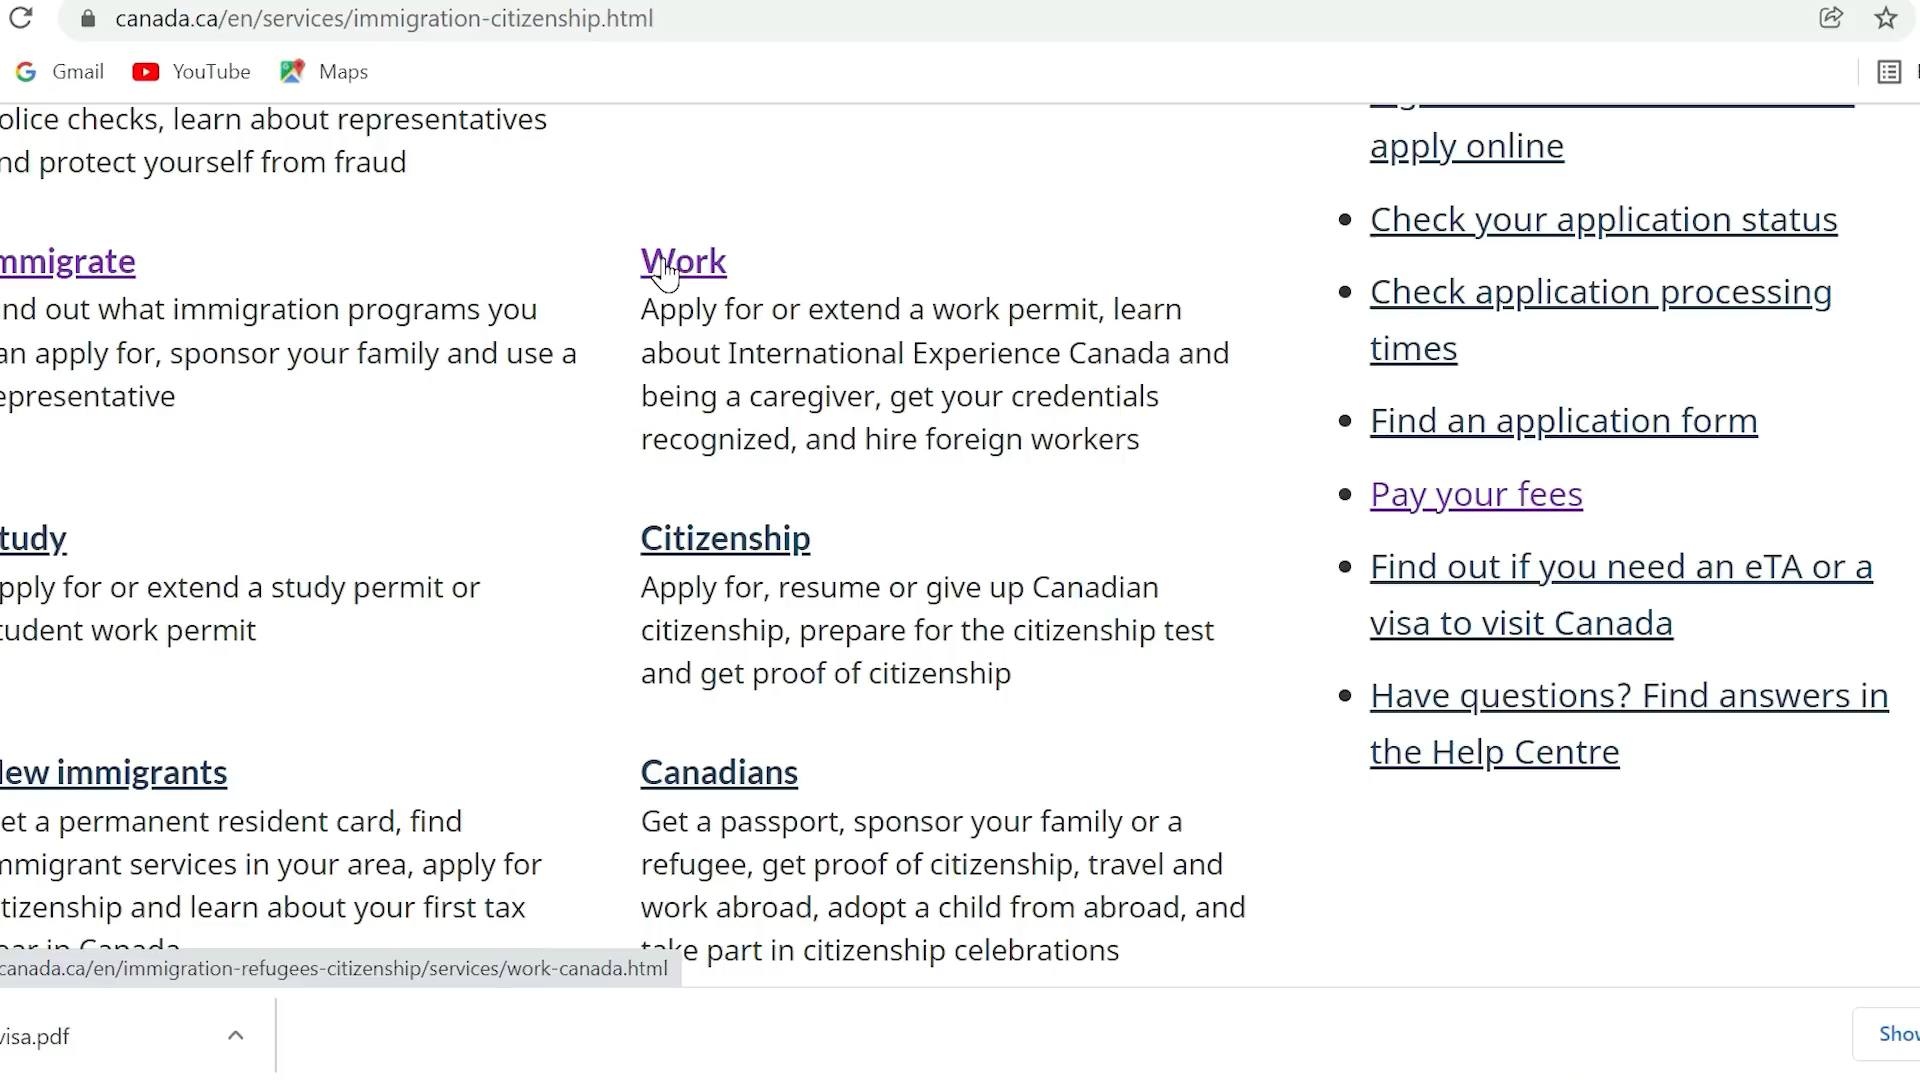 canada.ca/en/services/immigration-citizenship.html
Gmail
YouTube
Maps
olice checks, learn about representatives
nd protect yourself from fraud
mmigrate
nd out what immigration programs you
an apply for, sponsor your family and use a
epresentative
Work
Apply for or extend a work permit, learn
about International Experience Canada and
being a caregiver, get your credentials
recognized, and hire foreign workers
tudy
pply for or extend a study permit or
tudent work permit
Citizenship
Apply for, resume or give up Canadian
citizenship, prepare for the citizenship test
and get proof of citizenship
lew immigrants
et a permanent resident card, find
mmigrant services in your area, apply for
tizenship and learn about your first tax
ear in Canada
Canadians
Get a passport, sponsor your family or a
refugee, get proof of citizenship, travel and
work abroad, adopt a child from abroad, and
take part in citizenship celebrations
apply online
Check your application status
Check application processing
times
Find an application form
Pay your fees
Find out if you need an eTA or a
visa to visit Canada
Have questions? Find answers in
the Help Centre
canada.ca/en/immigration-refugees-citizenship/services/work-canada.html
visa.pdf
Show